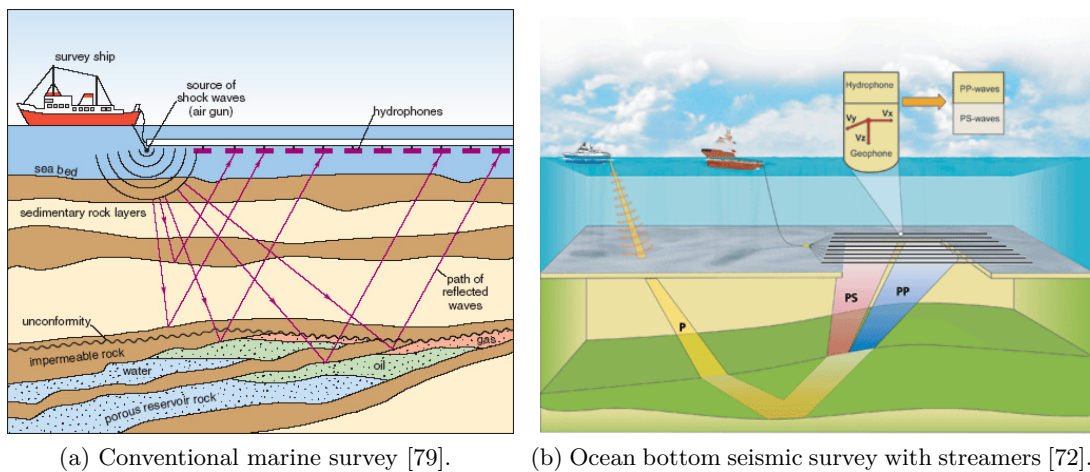 survey ship
source of
shock waves
(air gun)
hydrophones
sea bed
sedimentary rock layers
path of
reflected
waves
unconformity
impermeable rock
gas
water
oil
porous reservoir rock
(a) Conventional marine survey [79].
Hydrophone
Vy
Vx
Vz
Geophone
PP-waves
PS-waves
P
PS
PP
(b) Ocean bottom seismic survey with streamers [72].